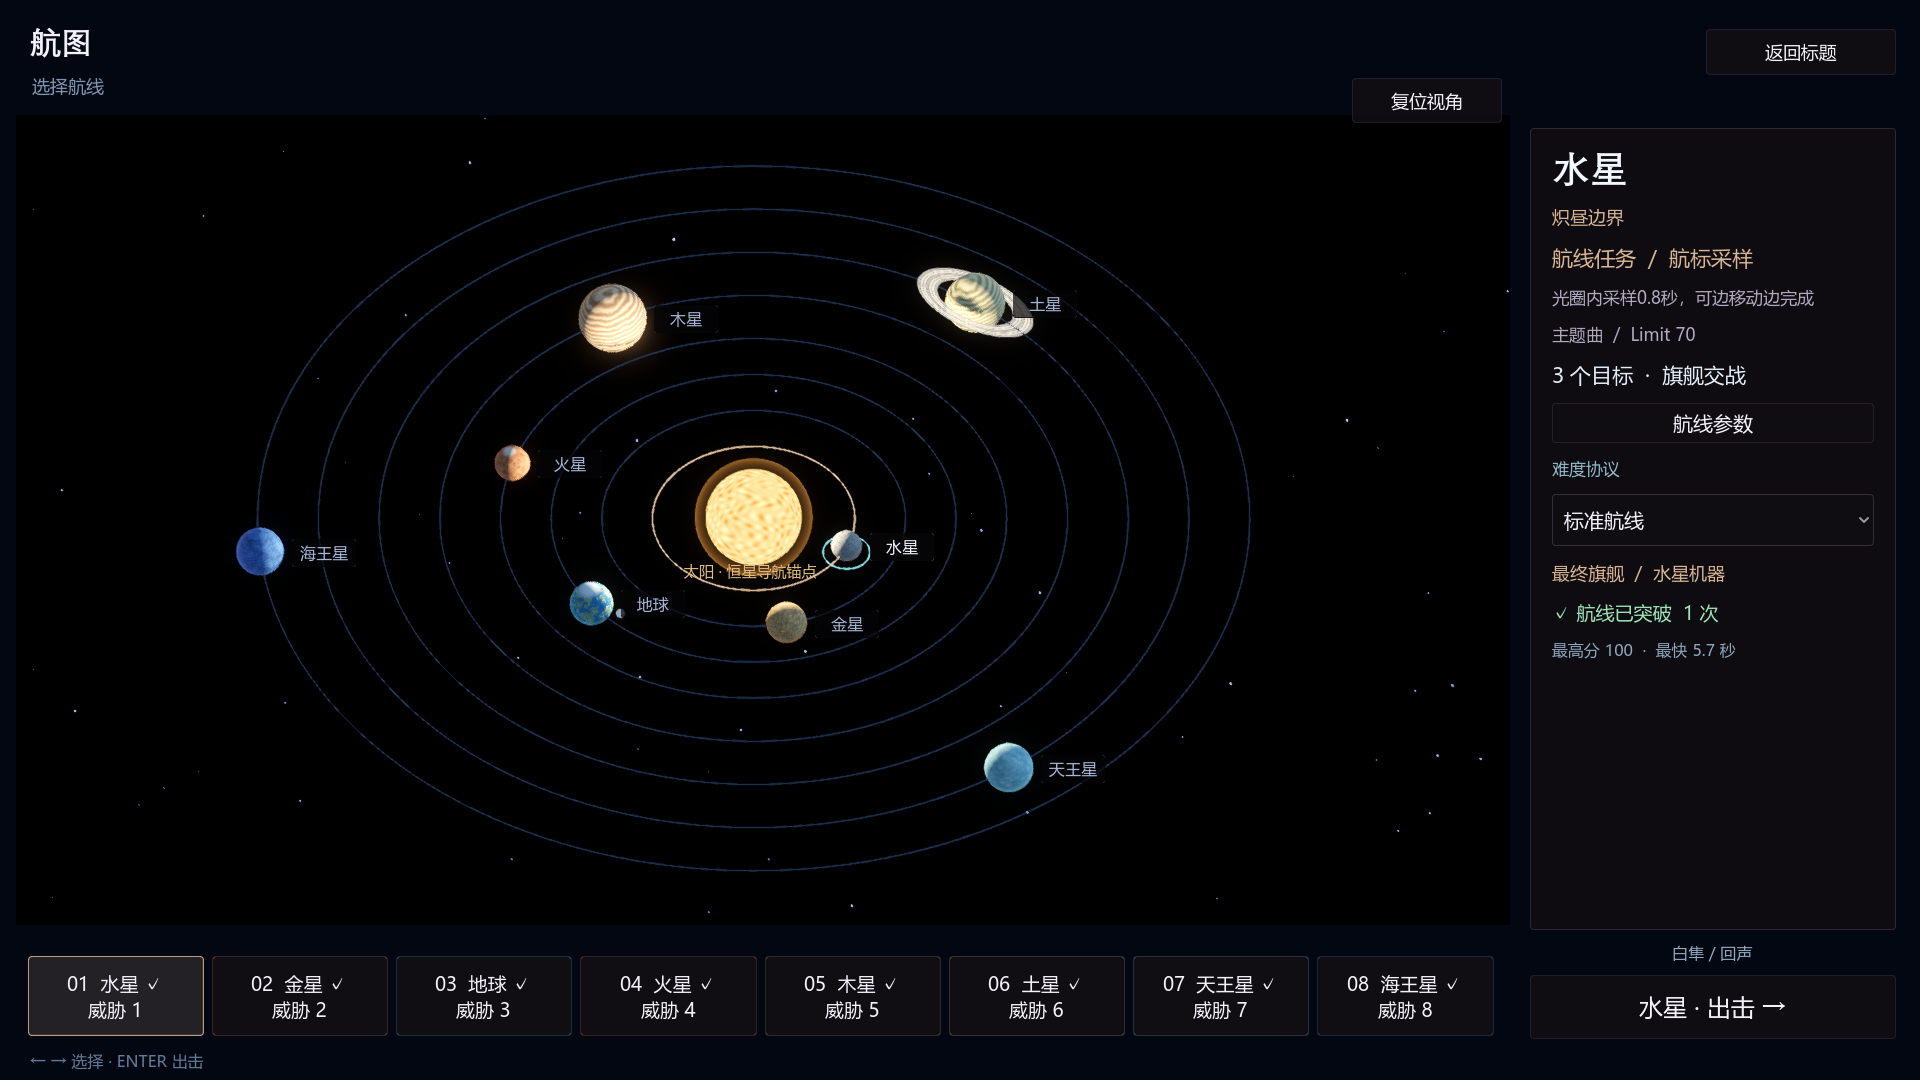 航图
选择航线
返回标题
复位视角
木星
土星
火星
海王星
水星
太阳 · 恒星导航锚点
地球
金星
天王星
水星
炽昼边界
航线任务 / 航标采样
光圈内采样0.8秒，可边移动边完成
主题曲 / Limit 70
3 个目标 · 旗舰交战
航线参数
难度协议
标准航线
最终旗舰 / 水星机器
✓ 航线已突破 1 次
最高分 100 · 最快 5.7 秒
白隼 / 回声
水星 · 出击 →
01 水星 ✓
威胁 1
02 金星 ✓
威胁 2
03 地球 ✓
威胁 3
04 火星 ✓
威胁 4
05 木星 ✓
威胁 5
06 土星 ✓
威胁 6
07 天王星 ✓
威胁 7
08 海王星 ✓
威胁 8
← → 选择 · ENTER 出击